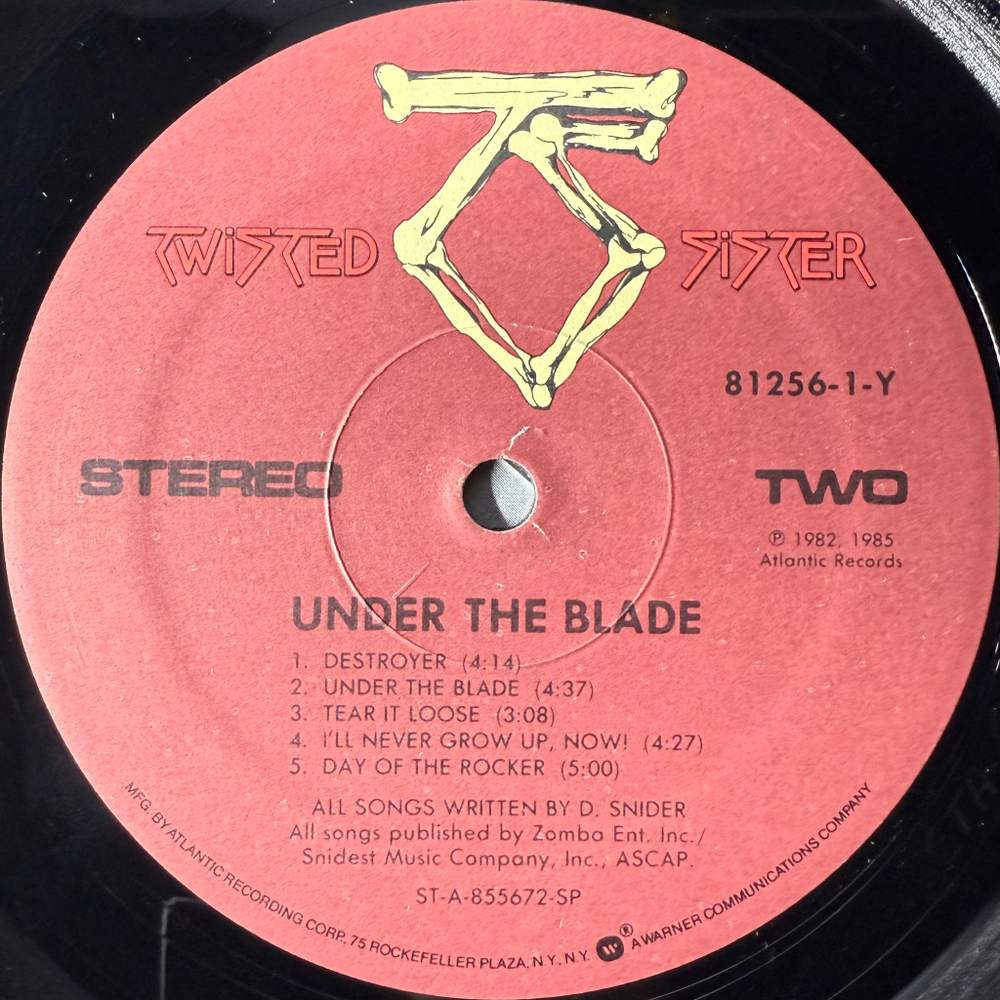 TWISTED SISTER
81256-1-Y
STEREO
TWO
℗ 1982, 1985
Atlantic Records
UNDER THE BLADE
1. DESTROYER (4:14)
2. UNDER THE BLADE (4:37)
3. TEAR IT LOOSE (3:08)
4. I'LL NEVER GROW UP, NOW! (4:27)
5. DAY OF THE ROCKER (5:00)
ALL SONGS WRITTEN BY D. SNIDER
All songs published by Zomba Ent. Inc./
Snidest Music Company, Inc., ASCAP.
ST-A-855672-SP
MFG. BY ATLANTIC RECORDING CORP., 75 ROCKEFELLER PLAZA, N.Y., N.Y. ® A WARNER COMMUNICATIONS COMPANY